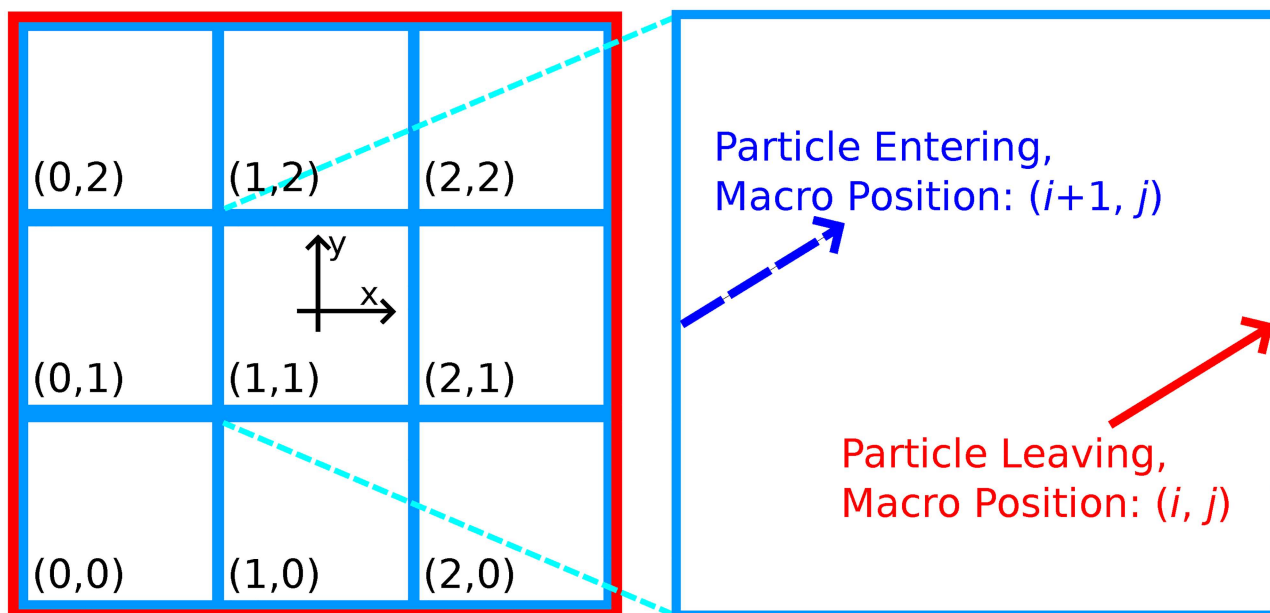 (0,2)
(1,2)
(2,2)
y
x
(0,1)
(1,1)
(2,1)
(0,0)
(1,0)
(2,0)
Particle Entering,
Macro Position: (i+1, j)
Particle Leaving,
Macro Position: (i, j)